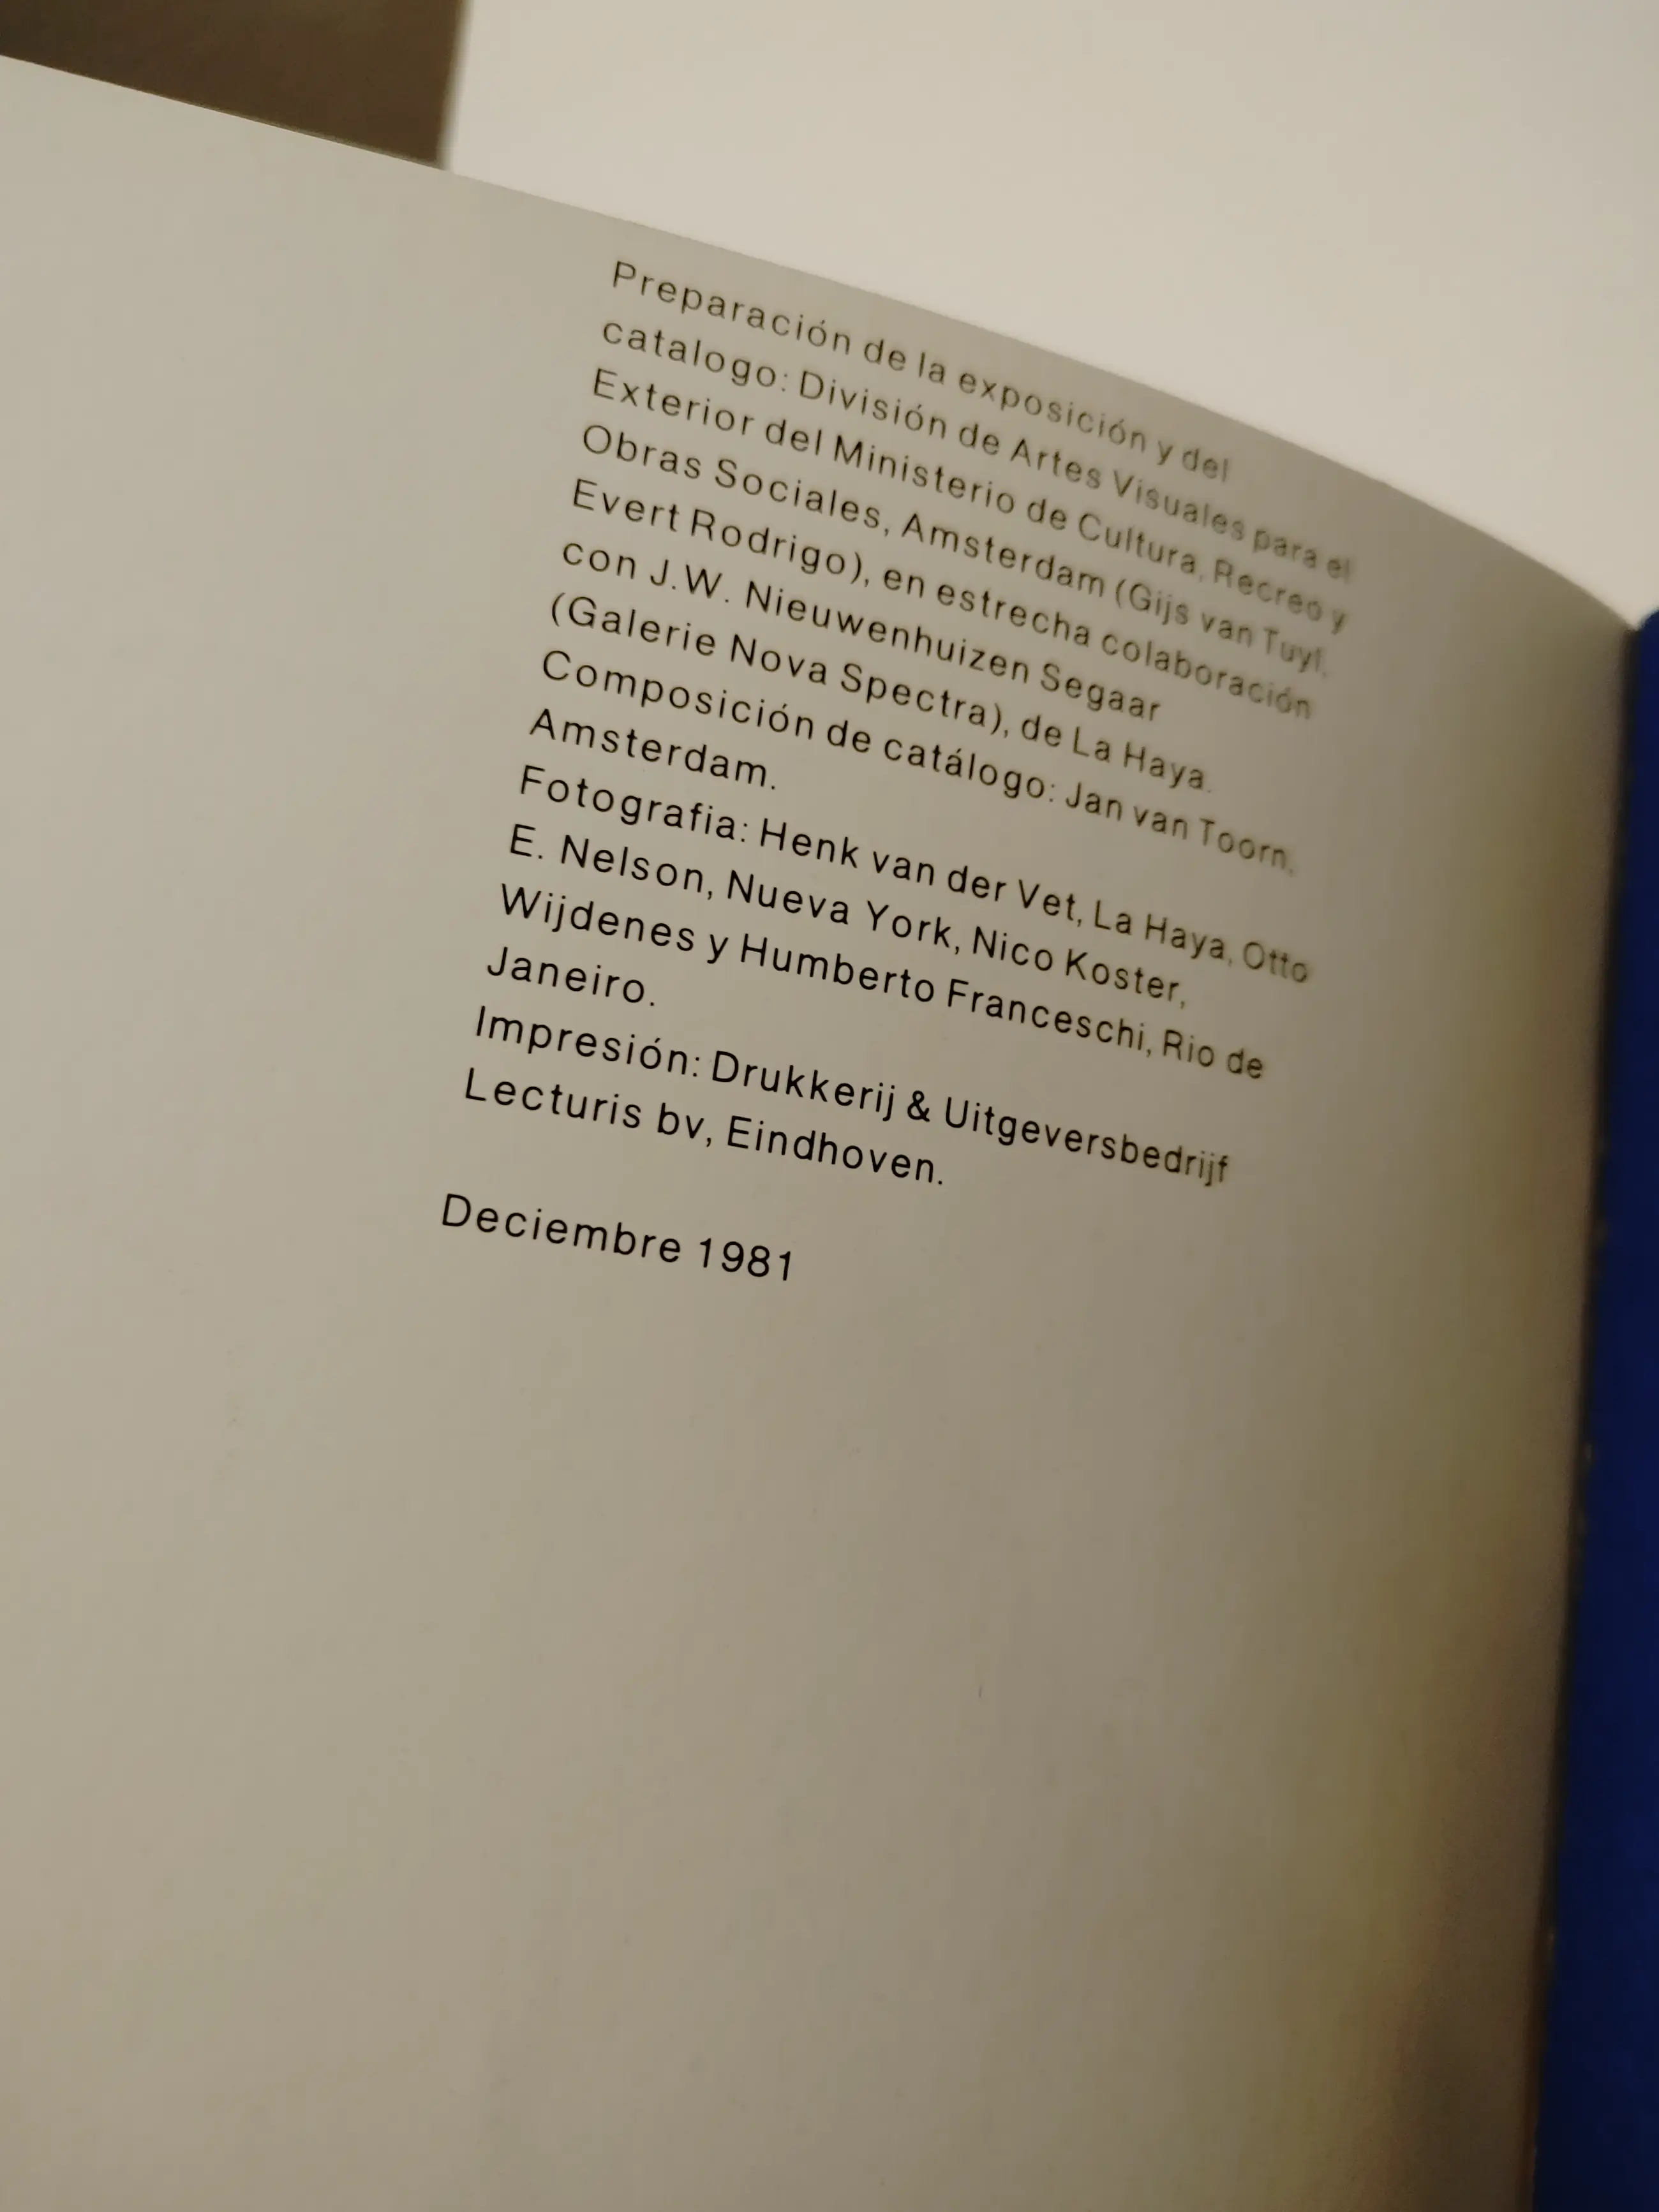 Preparación de la exposición y del
catalogo: División de Artes Visuales para el
Exterior del Ministerio de Cultura, Recreo y
Obras Sociales, Amsterdam (Gijs van Tuyl,
Evert Rodrigo), en estrecha colaboración
con J.W. Nieuwenhuizen Segaar
(Galerie Nova Spectra), de La Haya.
Composición de catálogo: Jan van Toorn,
Amsterdam.
Fotografia: Henk van der Vet, La Haya, Otto
E. Nelson, Nueva York, Nico Koster,
Wijdenes y Humberto Franceschi, Rio de
Janeiro.
Impresión: Drukkerij & Uitgeversbedrijf
Lecturis bv, Eindhoven.
Deciembre 1981